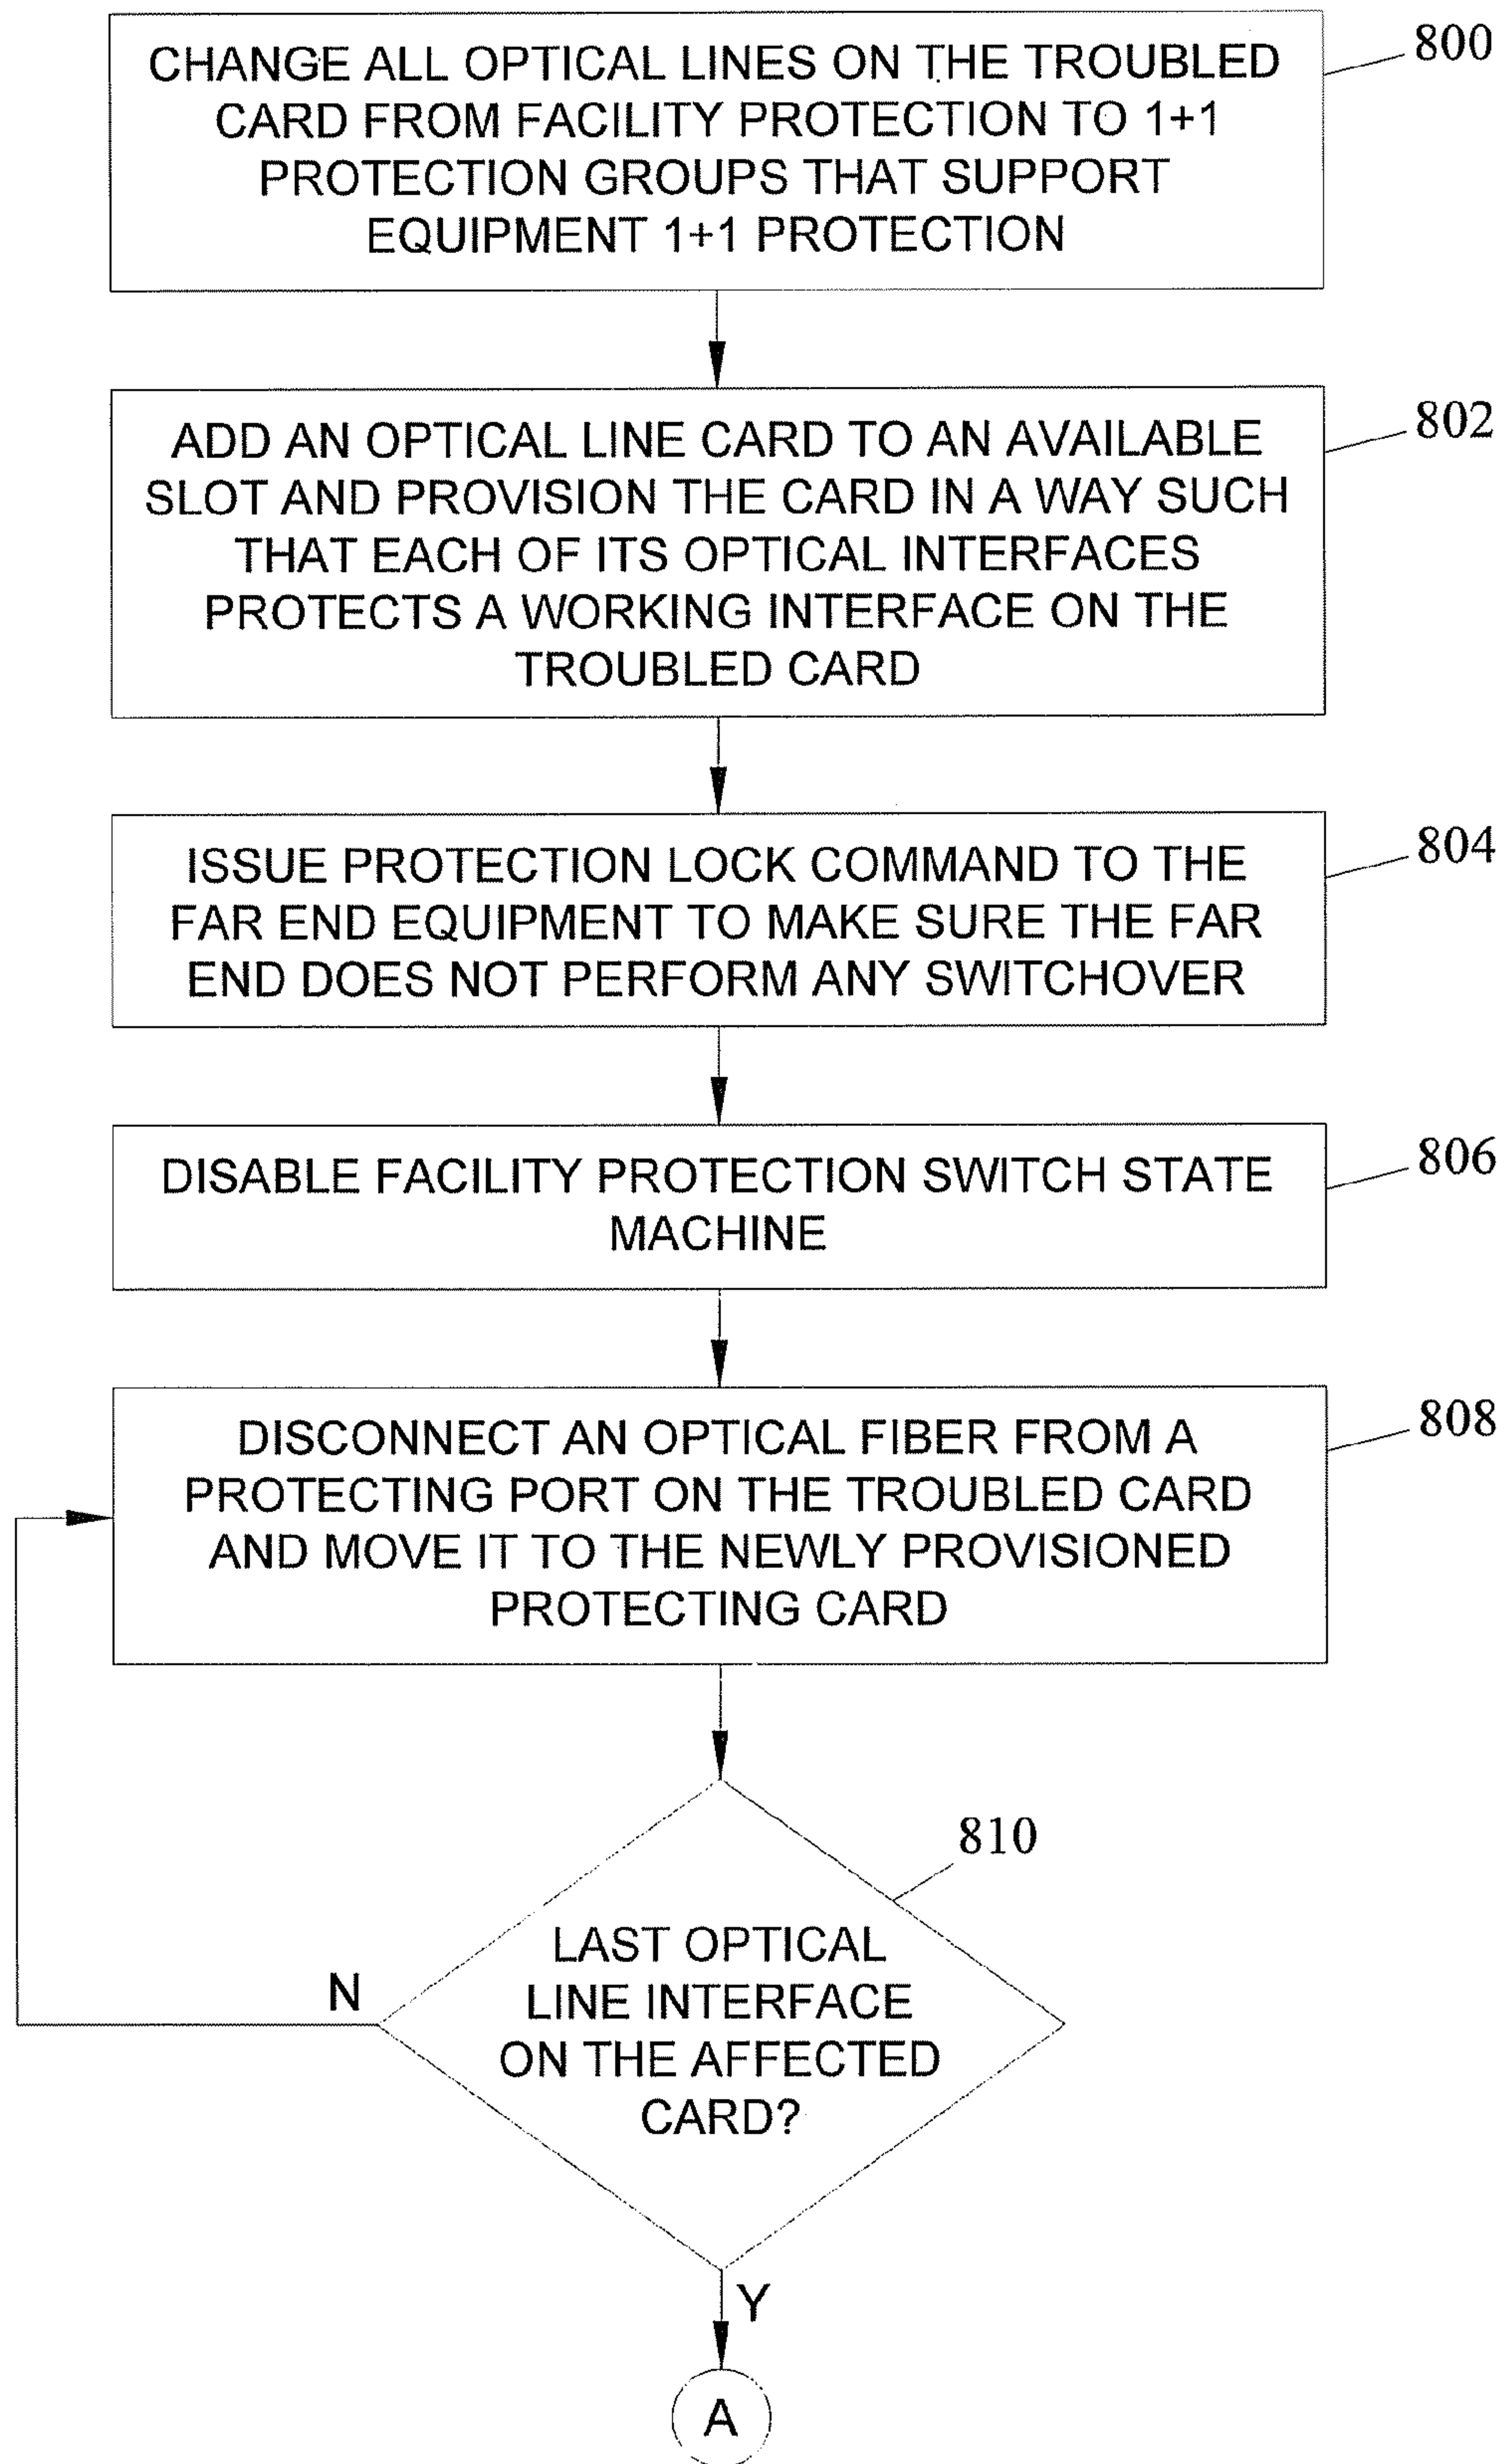 CHANGE ALL OPTICAL LINES ON THE TROUBLED
CARD FROM FACILITY PROTECTION TO 1+1
PROTECTION GROUPS THAT SUPPORT
EQUIPMENT 1+1 PROTECTION
800
ADD AN OPTICAL LINE CARD TO AN AVAILABLE
SLOT AND PROVISION THE CARD IN A WAY SUCH
THAT EACH OF ITS OPTICAL INTERFACES
PROTECTS A WORKING INTERFACE ON THE
TROUBLED CARD
802
ISSUE PROTECTION LOCK COMMAND TO THE
FAR END EQUIPMENT TO MAKE SURE THE FAR
END DOES NOT PERFORM ANY SWITCHOVER
804
DISABLE FACILITY PROTECTION SWITCH STATE
MACHINE
806
DISCONNECT AN OPTICAL FIBER FROM A
PROTECTING PORT ON THE TROUBLED CARD
AND MOVE IT TO THE NEWLY PROVISIONED
PROTECTING CARD
808
810
LAST OPTICAL
LINE INTERFACE
ON THE AFFECTED
CARD?
N
Y
A